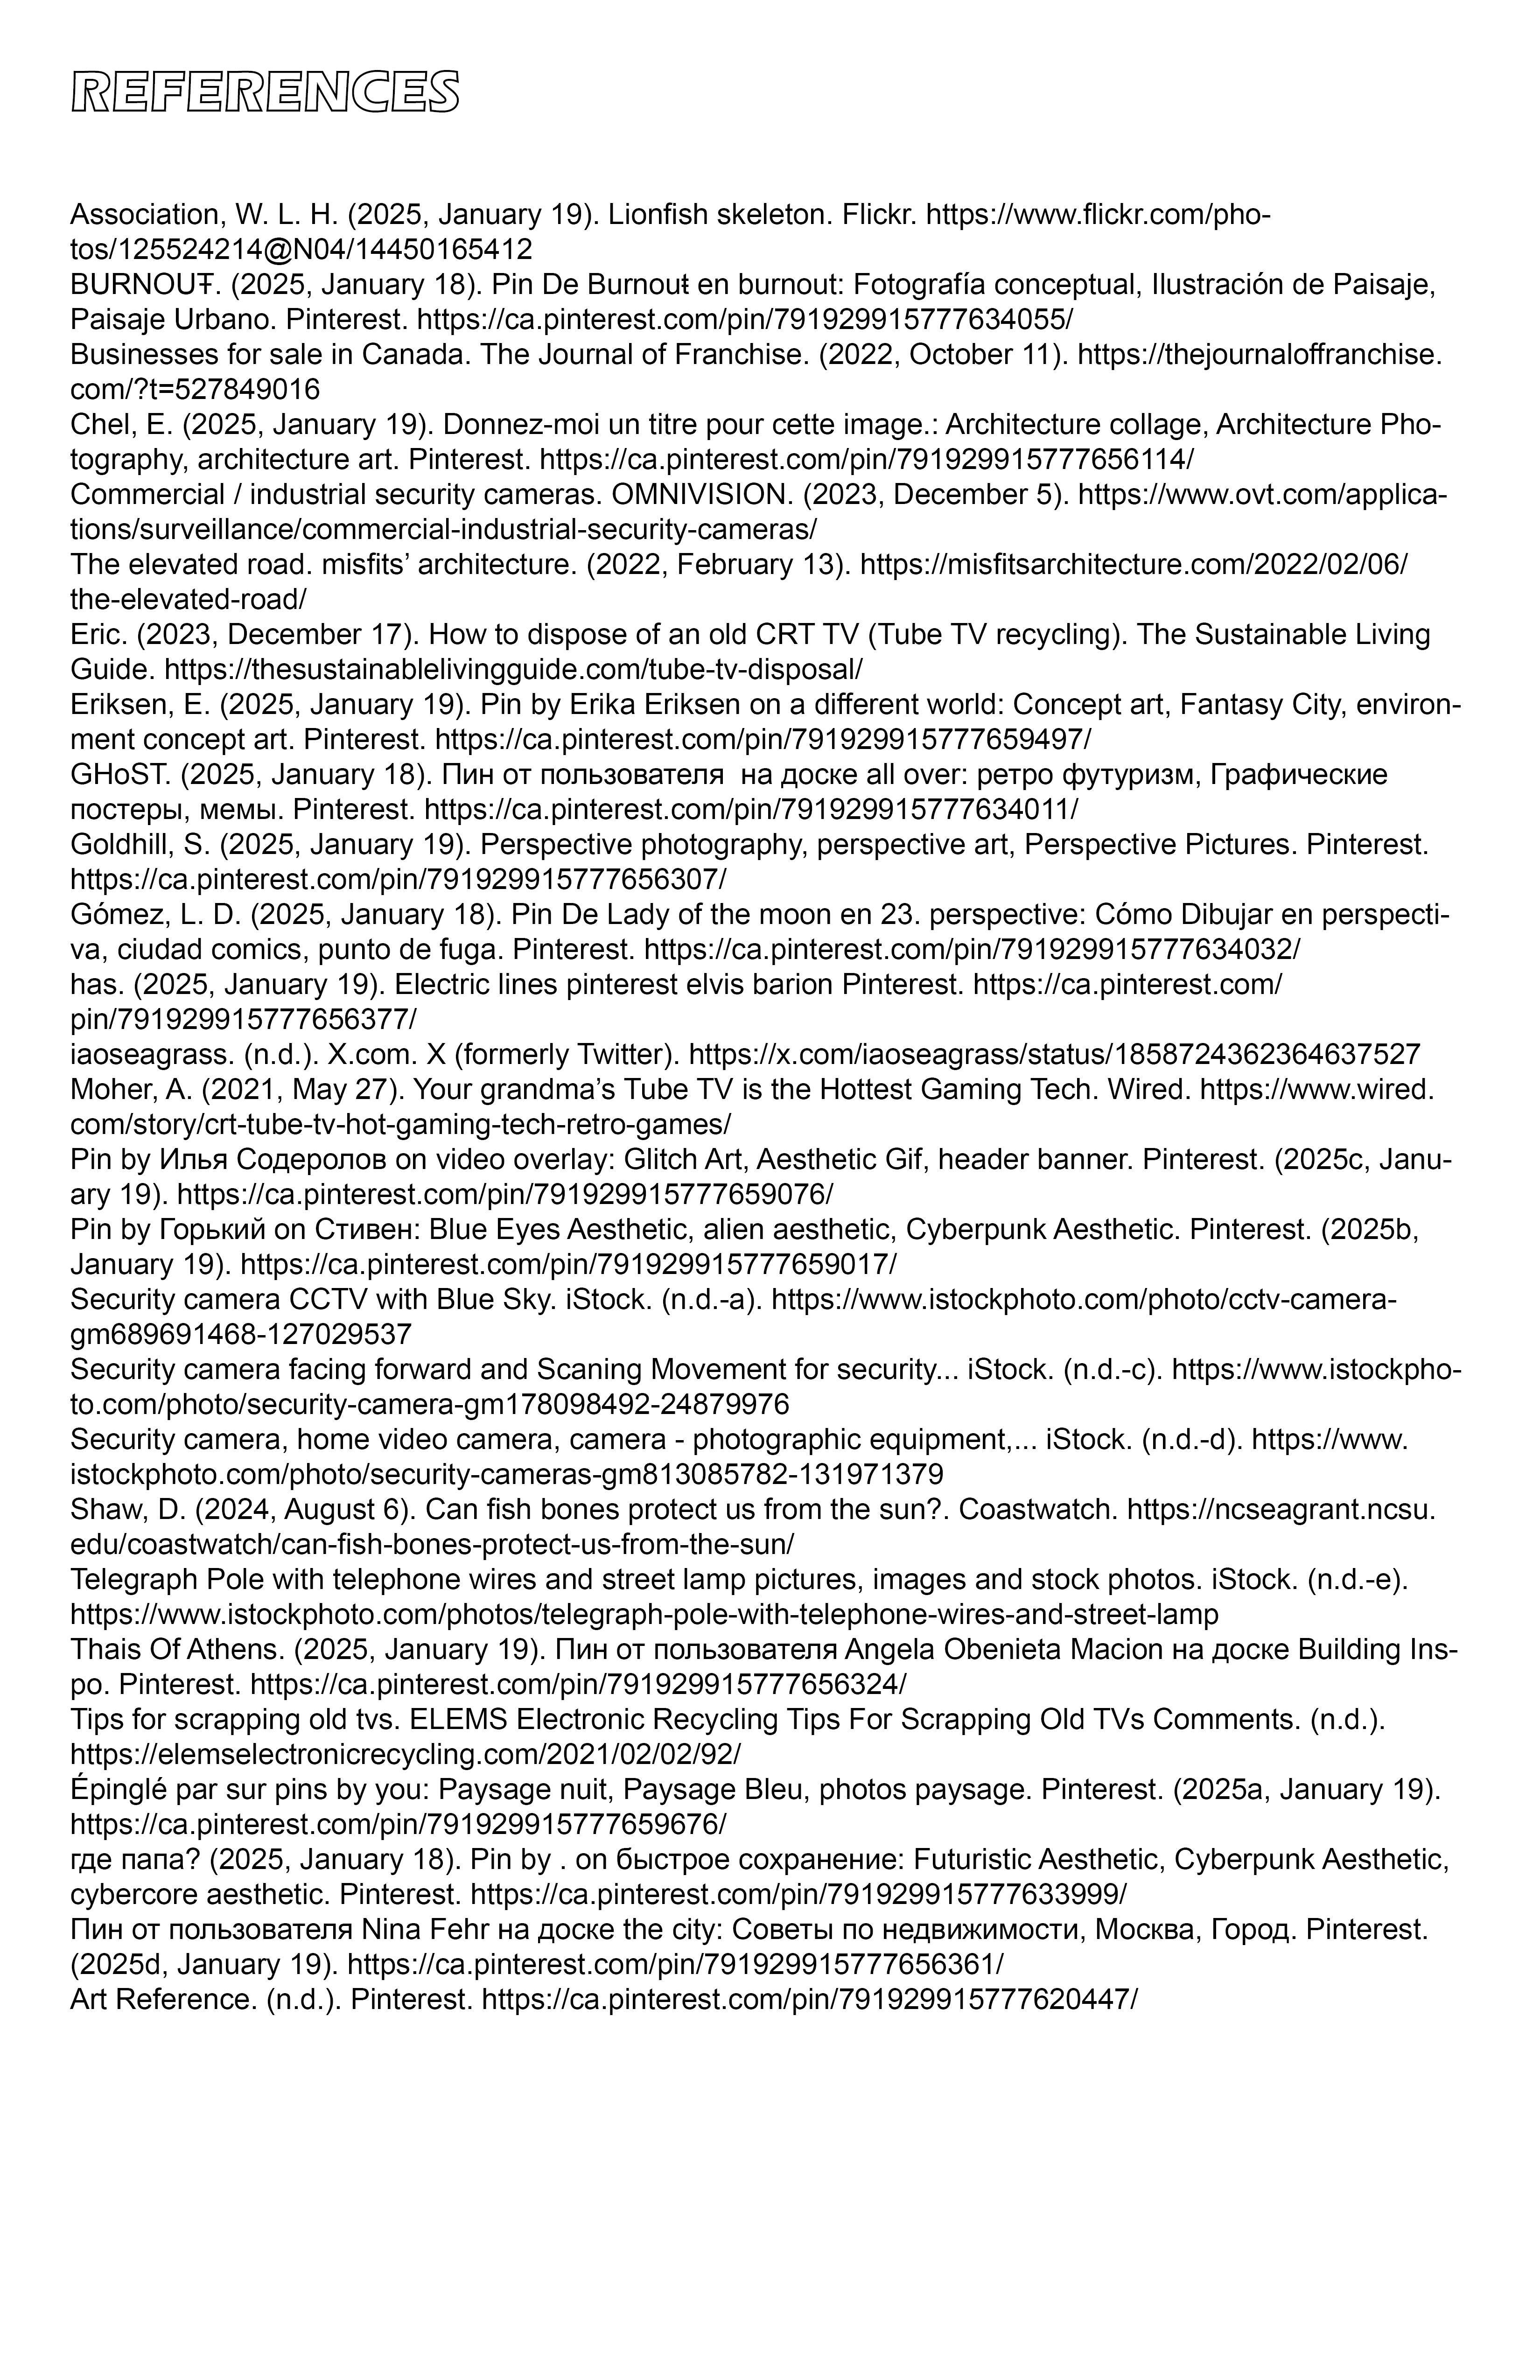 REFERENCES
Association, W. L. H. (2025, January 19). Lionfish skeleton. Flickr. https://www.flickr.com/pho-
tos/125524214@N04/14450165412
BURNOUŦ. (2025, January 18). Pin De Burnouŧ en burnout: Fotografía conceptual, Ilustración de Paisaje,
Paisaje Urbano. Pinterest. https://ca.pinterest.com/pin/791929915777634055/
Businesses for sale in Canada. The Journal of Franchise. (2022, October 11). https://thejournaloffranchise.
com/?t=527849016
Chel, E. (2025, January 19). Donnez-moi un titre pour cette image.: Architecture collage, Architecture Pho-
tography, architecture art. Pinterest. https://ca.pinterest.com/pin/791929915777656114/
Commercial / industrial security cameras. OMNIVISION. (2023, December 5). https://www.ovt.com/applica-
tions/surveillance/commercial-industrial-security-cameras/
The elevated road. misfits’ architecture. (2022, February 13). https://misfitsarchitecture.com/2022/02/06/
the-elevated-road/
Eric. (2023, December 17). How to dispose of an old CRT TV (Tube TV recycling). The Sustainable Living
Guide. https://thesustainablelivingguide.com/tube-tv-disposal/
Eriksen, E. (2025, January 19). Pin by Erika Eriksen on a different world: Concept art, Fantasy City, environ-
ment concept art. Pinterest. https://ca.pinterest.com/pin/791929915777659497/
GHoST. (2025, January 18). Пин от пользователя  на доске all over: ретро футуризм, Графические
постеры, мемы. Pinterest. https://ca.pinterest.com/pin/791929915777634011/
Goldhill, S. (2025, January 19). Perspective photography, perspective art, Perspective Pictures. Pinterest.
https://ca.pinterest.com/pin/791929915777656307/
Gómez, L. D. (2025, January 18). Pin De Lady of the moon en 23. perspective: Cómo Dibujar en perspecti-
va, ciudad comics, punto de fuga. Pinterest. https://ca.pinterest.com/pin/791929915777634032/
has. (2025, January 19). Electric lines pinterest elvis barion Pinterest. https://ca.pinterest.com/
pin/791929915777656377/
iaoseagrass. (n.d.). X.com. X (formerly Twitter). https://x.com/iaoseagrass/status/1858724362364637527
Moher, A. (2021, May 27). Your grandma’s Tube TV is the Hottest Gaming Tech. Wired. https://www.wired.
com/story/crt-tube-tv-hot-gaming-tech-retro-games/
Pin by Илья Содеролов on video overlay: Glitch Art, Aesthetic Gif, header banner. Pinterest. (2025c, Janu-
ary 19). https://ca.pinterest.com/pin/791929915777659076/
Pin by Горький on Стивен: Blue Eyes Aesthetic, alien aesthetic, Cyberpunk Aesthetic. Pinterest. (2025b,
January 19). https://ca.pinterest.com/pin/791929915777659017/
Security camera CCTV with Blue Sky. iStock. (n.d.-a). https://www.istockphoto.com/photo/cctv-camera-
gm689691468-127029537
Security camera facing forward and Scaning Movement for security... iStock. (n.d.-c). https://www.istockpho-
to.com/photo/security-camera-gm178098492-24879976
Security camera, home video camera, camera - photographic equipment,... iStock. (n.d.-d). https://www.
istockphoto.com/photo/security-cameras-gm813085782-131971379
Shaw, D. (2024, August 6). Can fish bones protect us from the sun?. Coastwatch. https://ncseagrant.ncsu.
edu/coastwatch/can-fish-bones-protect-us-from-the-sun/
Telegraph Pole with telephone wires and street lamp pictures, images and stock photos. iStock. (n.d.-e).
https://www.istockphoto.com/photos/telegraph-pole-with-telephone-wires-and-street-lamp
Thais Of Athens. (2025, January 19). Пин от пользователя Angela Obenieta Macion на доске Building Ins-
po. Pinterest. https://ca.pinterest.com/pin/791929915777656324/
Tips for scrapping old tvs. ELEMS Electronic Recycling Tips For Scrapping Old TVs Comments. (n.d.).
https://elemselectronicrecycling.com/2021/02/02/92/
Épinglé par sur pins by you: Paysage nuit, Paysage Bleu, photos paysage. Pinterest. (2025a, January 19).
https://ca.pinterest.com/pin/791929915777659676/
где папа? (2025, January 18). Pin by . on быстрое сохранение: Futuristic Aesthetic, Cyberpunk Aesthetic,
cybercore aesthetic. Pinterest. https://ca.pinterest.com/pin/791929915777633999/
Пин от пользователя Nina Fehr на доске the city: Советы по недвижимости, Москва, Город. Pinterest.
(2025d, January 19). https://ca.pinterest.com/pin/791929915777656361/
Art Reference. (n.d.). Pinterest. https://ca.pinterest.com/pin/791929915777620447/